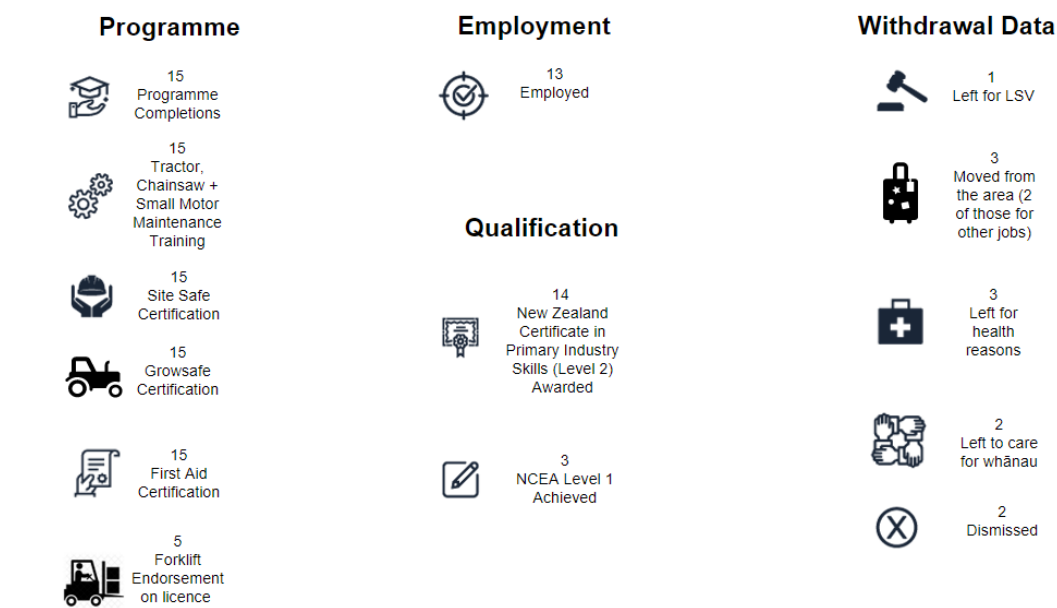 Programme
15
Programme
Completions
15
Tractor,
Chainsaw +
Small Motor
Maintenance
Training
15
Site Safe
Certification
15
Growsafe
Certification
15
First Aid
Certification
5
Forklift
Endorsement
on licence
Employment
13
Employed
Qualification
14
New Zealand
Certificate in
Primary Industry
Skills (Level 2)
Awarded
3
NCEA Level 1
Achieved
Withdrawal Data
1
Left for LSV
3
Moved from
the area (2
of those for
other jobs)
3
Left for
health
reasons
2
Left to care
for whānau
2
Dismissed
X